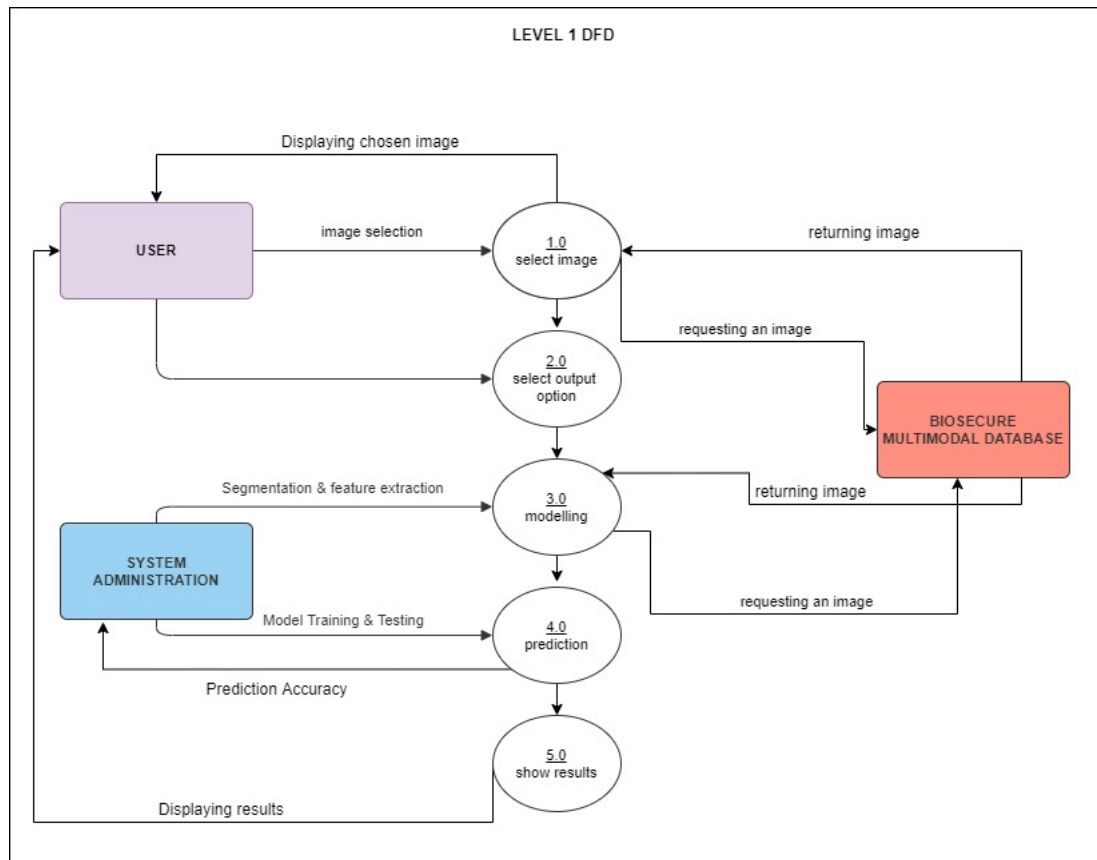 LEVEL 1 DFD
Displaying chosen image
USER
image selection
1.0
select image
returning image
requesting an image
2.0
select output
option
BIOSECURE
MULTIMODAL DATABASE
Segmentation & feature extraction
3.0
modelling
returning image
SYSTEM
ADMINISTRATION
requesting an image
Model Training & Testing
4.0
prediction
Prediction Accuracy
5.0
show results
Displaying results